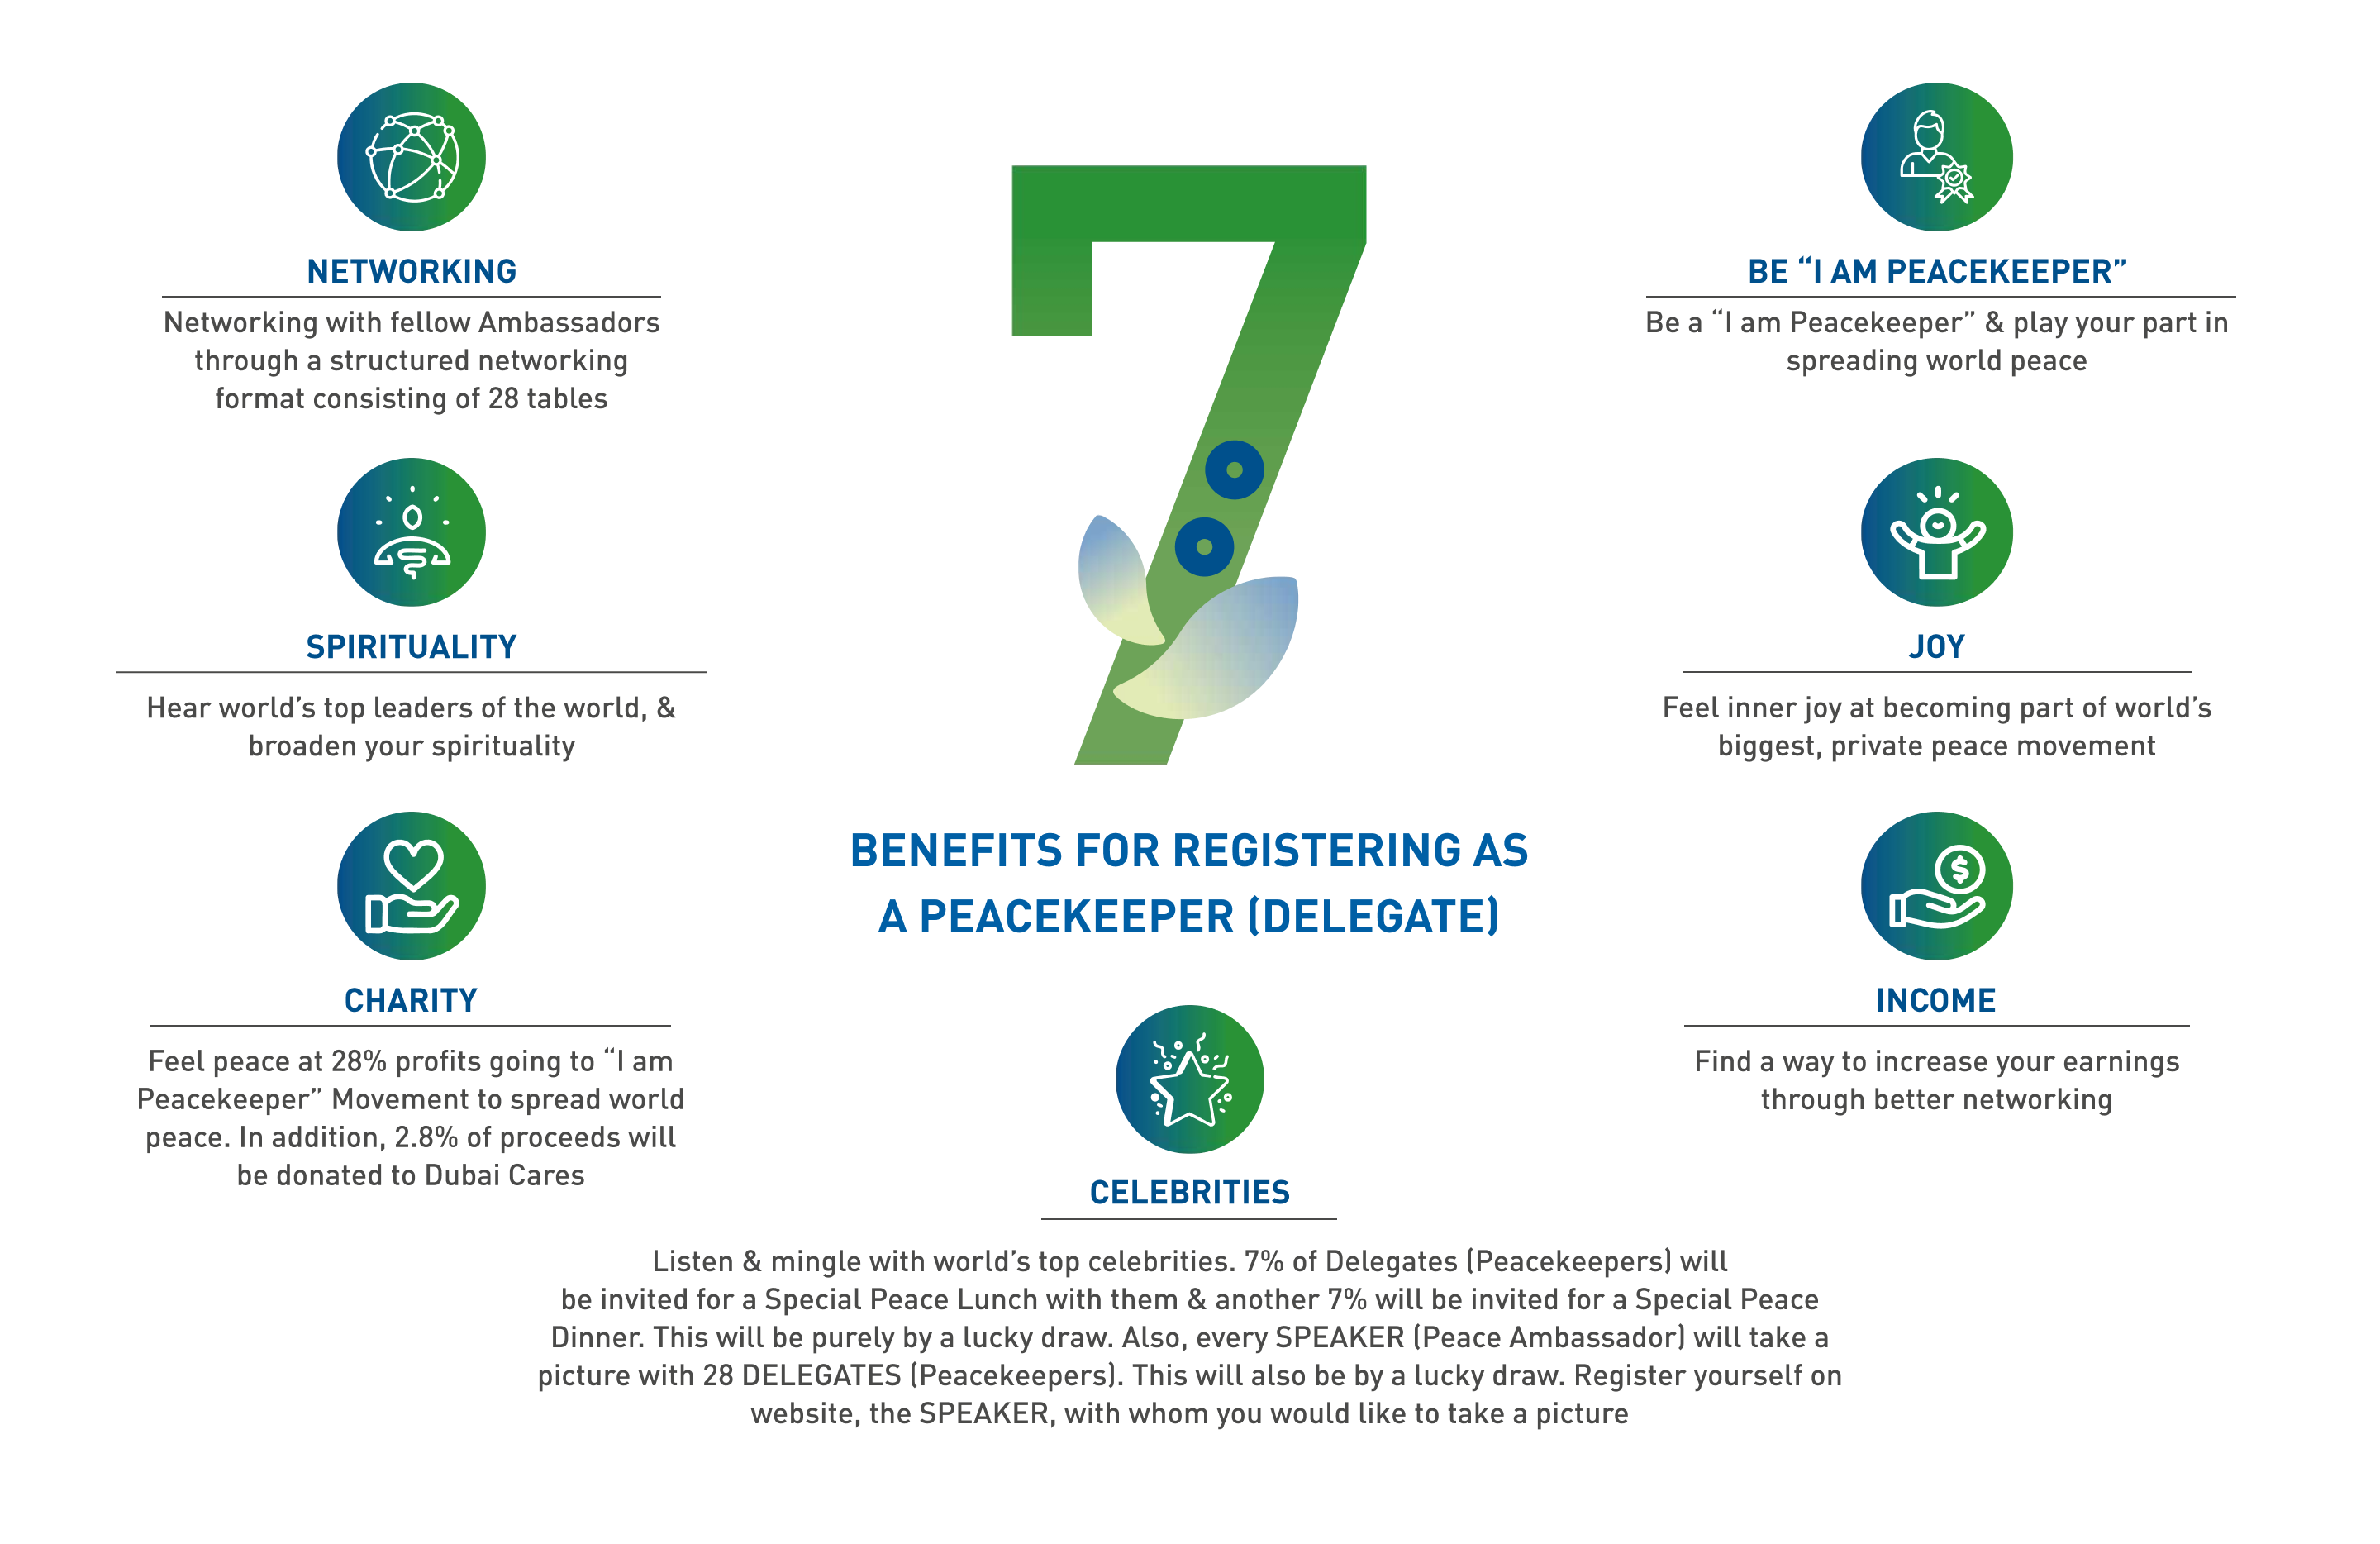 7
BENEFITS FOR REGISTERING AS
A PEACEKEEPER (DELEGATE)
NETWORKING
Networking with fellow Ambassadors
through a structured networking
format consisting of 28 tables
SPIRITUALITY
Hear world’s top leaders of the world, &
broaden your spirituality
CHARITY
Feel peace at 28% profits going to “I am
Peacekeeper” Movement to spread world
peace. In addition, 2.8% of proceeds will
be donated to Dubai Cares
BE “I AM PEACEKEEPER”
Be a “I am Peacekeeper” & play your part in
spreading world peace
JOY
Feel inner joy at becoming part of world’s
biggest, private peace movement
INCOME
Find a way to increase your earnings
through better networking
CELEBRITIES
Listen & mingle with world’s top celebrities. 7% of Delegates (Peacekeepers) will
be invited for a Special Peace Lunch with them & another 7% will be invited for a Special Peace
Dinner. This will be purely by a lucky draw. Also, every SPEAKER (Peace Ambassador) will take a
picture with 28 DELEGATES (Peacekeepers). This will also be by a lucky draw. Register yourself on
website, the SPEAKER, with whom you would like to take a picture